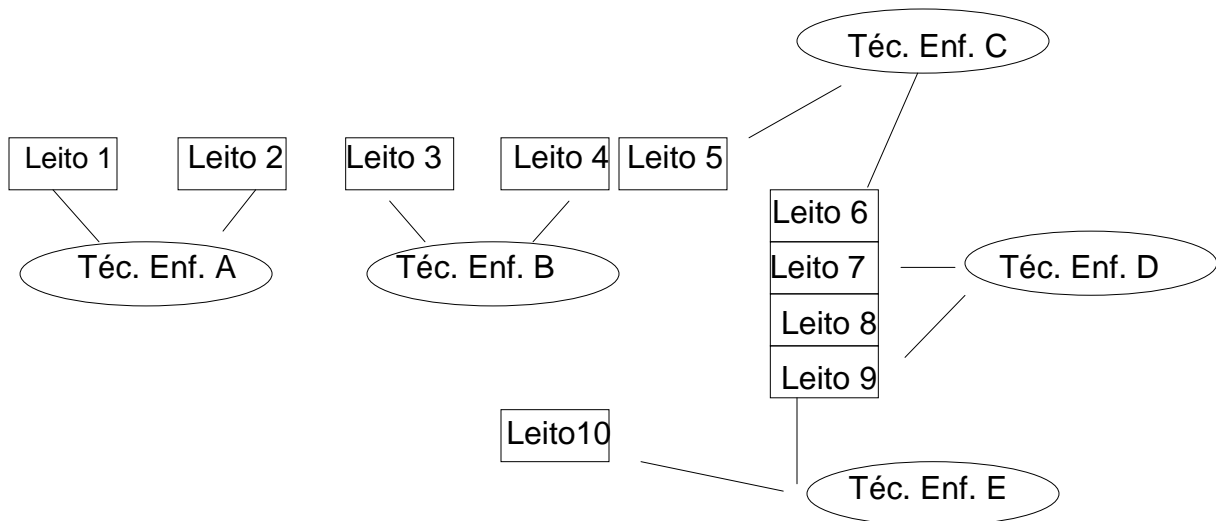 Téc. Enf. C
Leito 1
Leito 2
Leito 3
Leito 4
Leito 5
Leito 6
Téc. Enf. A
Téc. Enf. B
Leito 7
Téc. Enf. D
Leito 8
Leito 9
Leito10
Téc. Enf. E